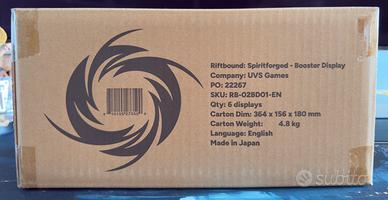 Riftbound: Spiritforged - Booster Display
Company: UVS Games
PO: 22267
SKU: RB-02BD01-EN
Qty: 6 displays
Carton Dim: 364 x 156 x 180 mm
Carton Weight: 4.8 kg
Language: English
Made in Japan
subito